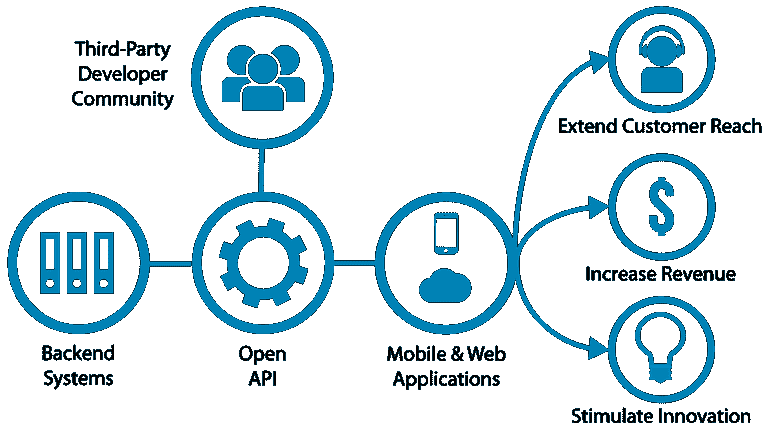 Third-Party
Developer
Community
Extend Customer Reach
$
Increase Revenue
Backend
Systems
Open
API
Mobile & Web
Applications
Stimulate Innovation